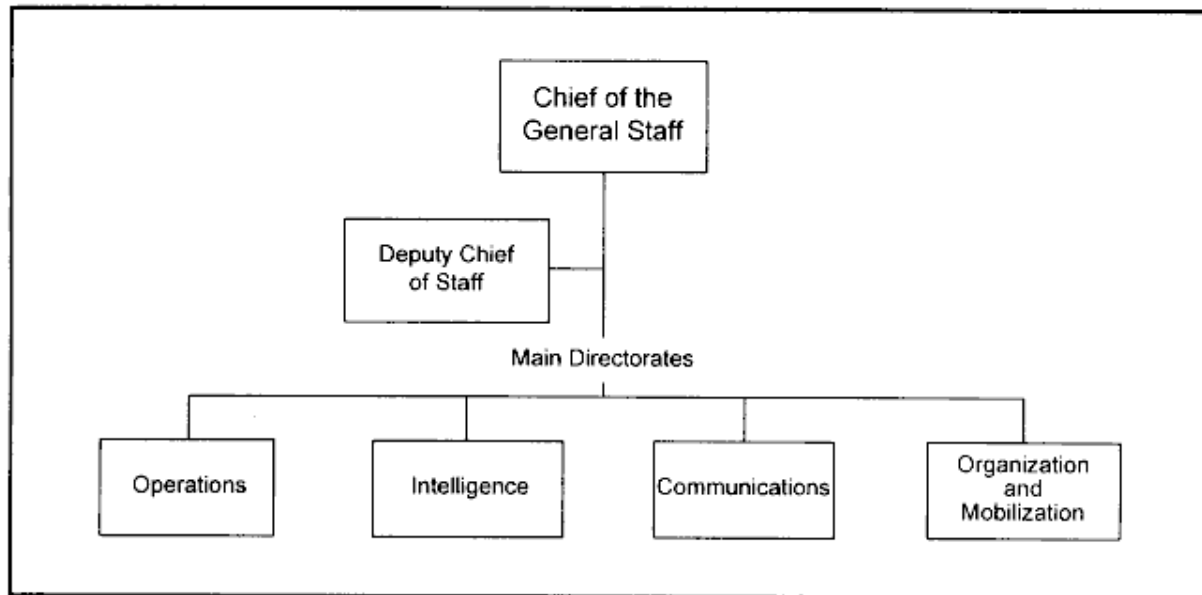 Chief of the
General Staff
Deputy Chief
of Staff
Main Directorates
Operations
Intelligence
Communications
Organization
and
Mobilization